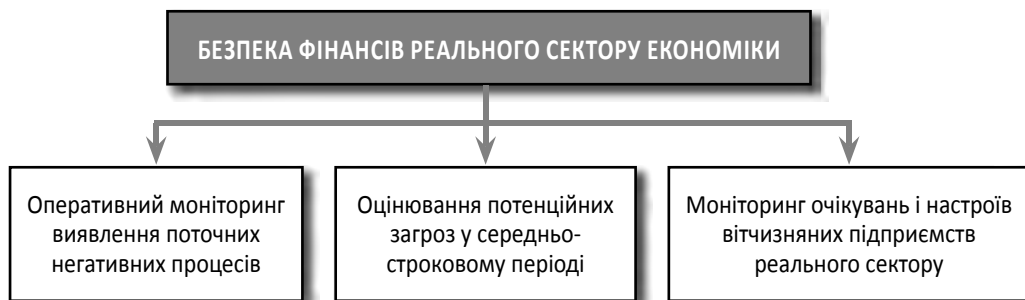 БЕЗПЕКА ФІНАНСІВ РЕАЛЬНОГО СЕКТОРУ ЕКОНОМІКИ
Оперативний моніторинг
виявлення поточних
негативних процесів
Оцінювання потенційних
загроз у середньо-
строковому періоді
Моніторинг очікувань і настроїв
вітчизняних підприємств
реального сектору